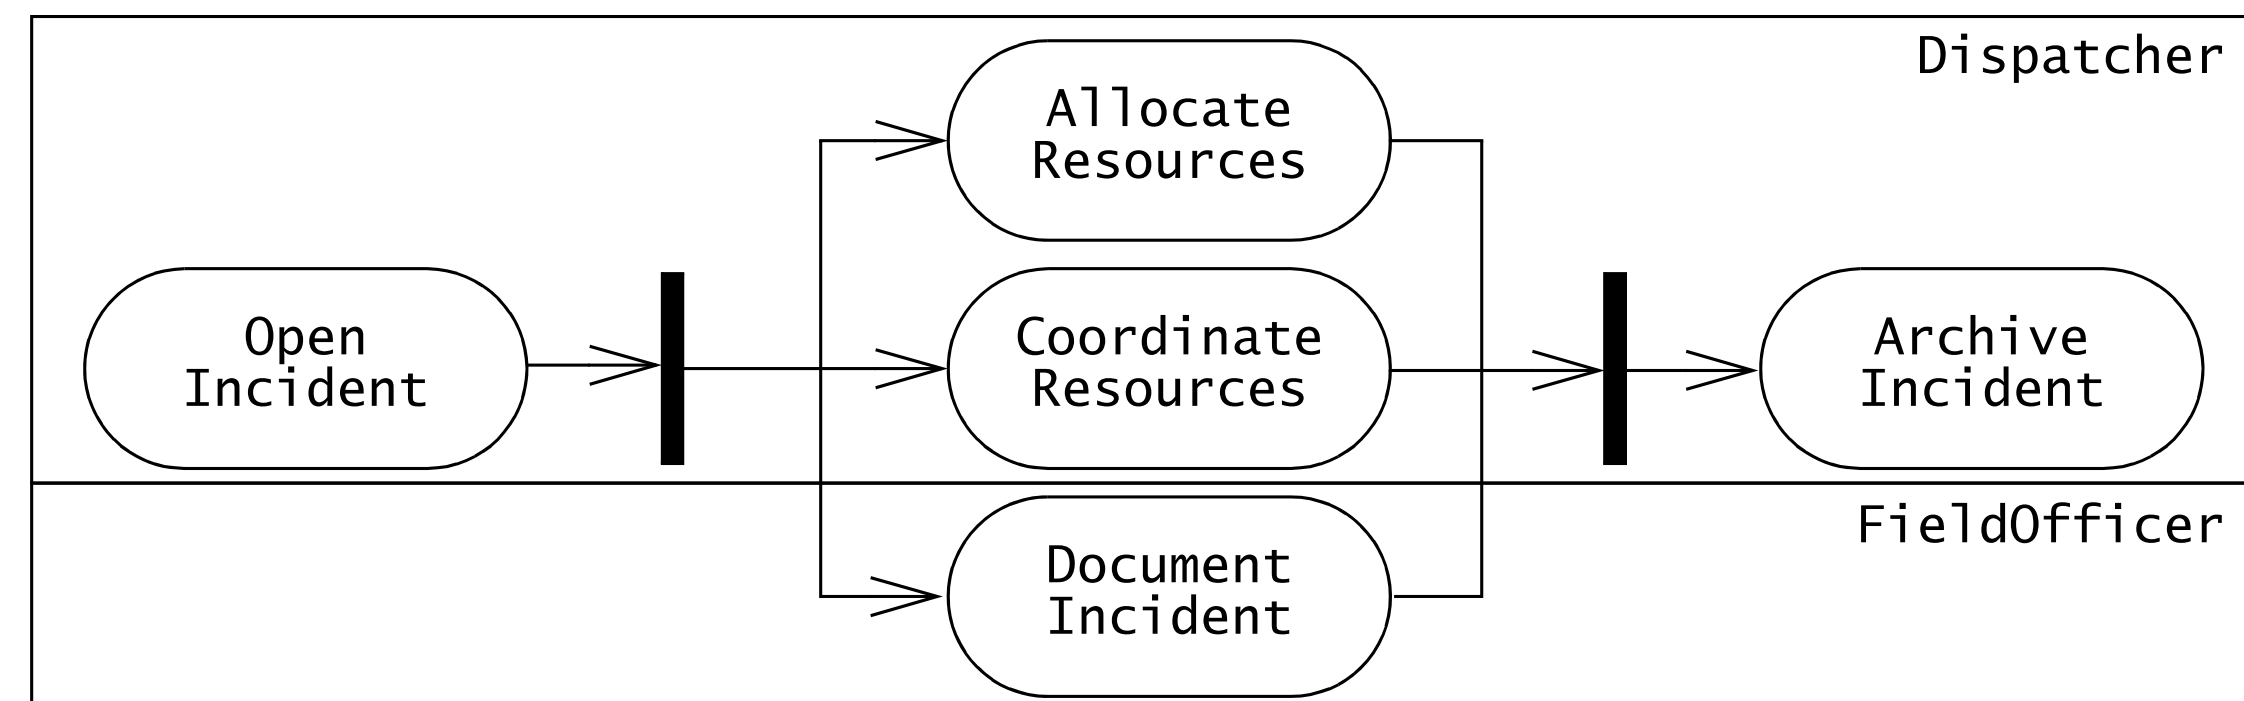 Dispatcher
Allocate
Resources
Open
Incident
Coordinate
Resources
Archive
Incident
FieldOfficer
Document
Incident